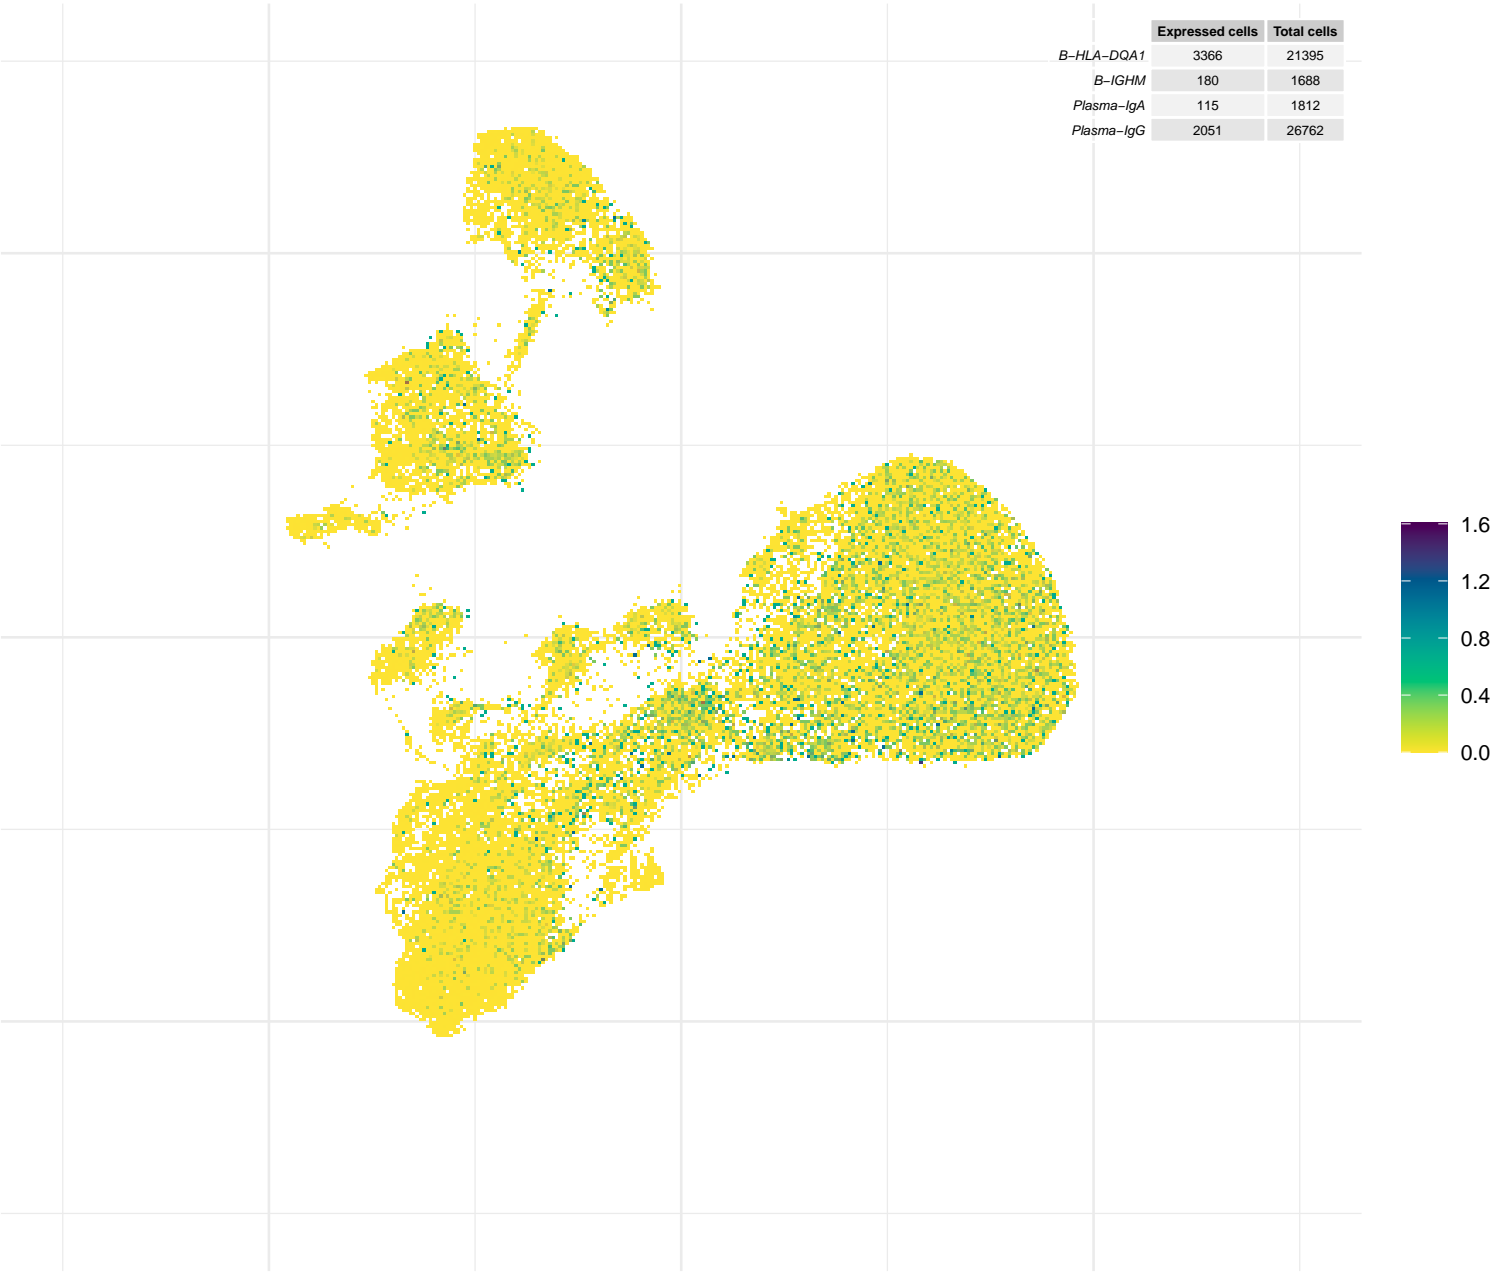 Expressed cells Total cells
B–HLA–DQA1 3366 21395
B–IGHM 180 1688
Plasma–IgA 115 1812
Plasma–IgG 2051 26762
1.6
1.2
0.8
0.4
0.0